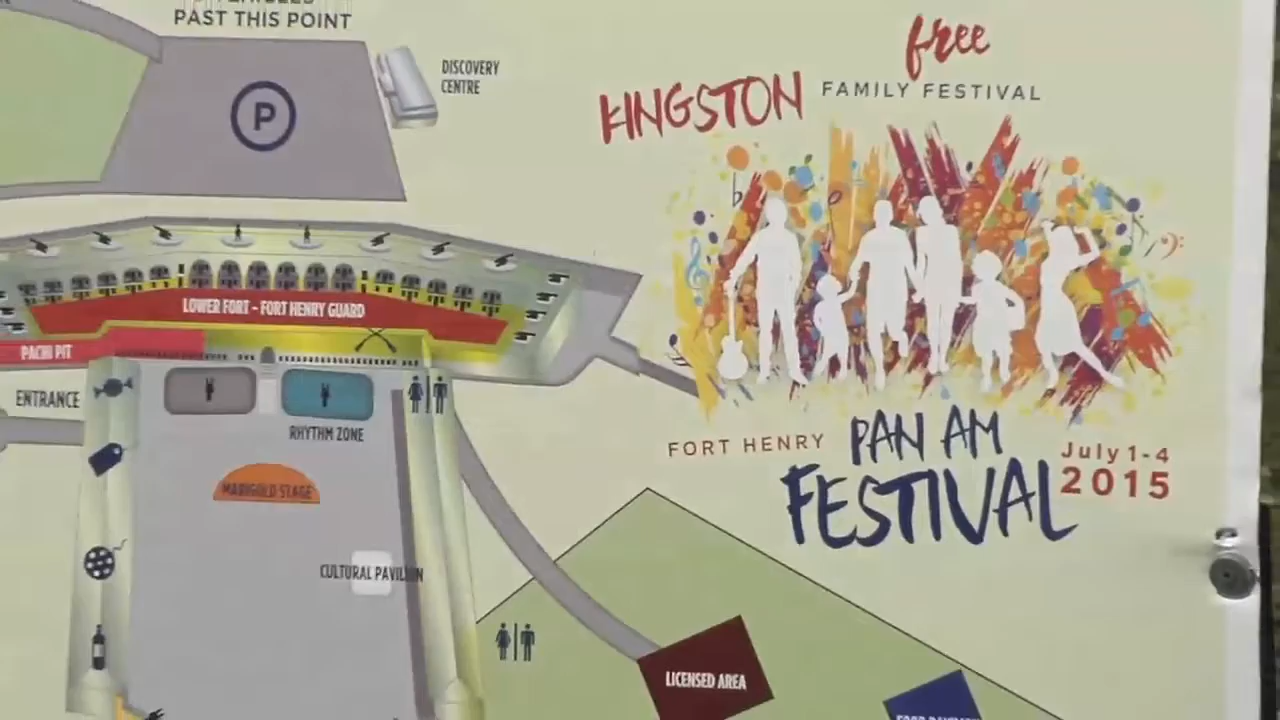 PAST THIS POINT
P
DISCOVERY
CENTRE
free
KINGSTON
FAMILY FESTIVAL
LOWER FORT - FORT HENRY GUARD
PACHI PIT
ENTRANCE
RHYTHM ZONE
MARIGOLD STAGE
CULTURAL PAVILION
FORT HENRY
PAN AM
FESTIVAL
July 1-4
2015
LICENSED AREA